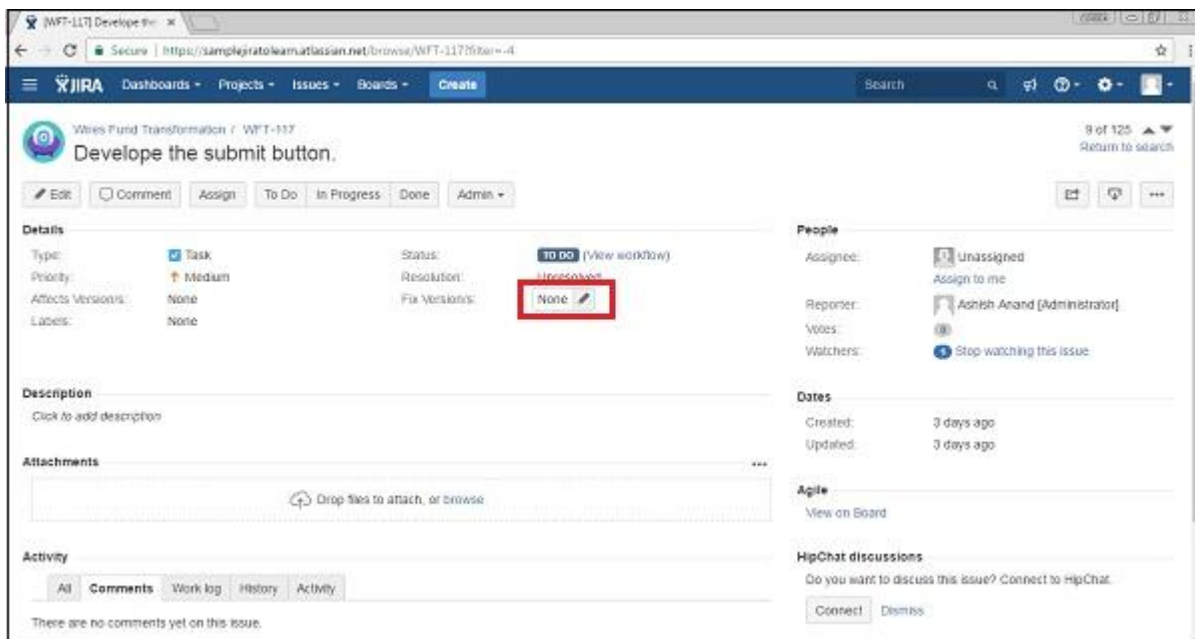 [WFT-117] Develope the
Secure | https://samplejiratolearn.atlassian.net/browse/WFT-117?filter=-4
JIRA Dashboards Projects Issues Boards Create Search
Wires Fund Transformation / WFT-117
9 of 125
Develope the submit button.
Return to search
Edit Comment Assign To Do In Progress Done Admin
Details
Type: Task
Status: TO DO (View workflow)
Priority: Medium
Resolution: Unresolved
Affects Version/s: None
Fix Version/s: None
Labels: None
People
Assignee: Unassigned
Assign to me
Reporter: Ashish Anand [Administrator]
Votes: 0
Watchers: 1 Stop watching this issue
Description
Click to add description
Dates
Created: 3 days ago
Updated: 3 days ago
Attachments
Drop files to attach, or browse
Agile
View on Board
Activity
All Comments Work log History Activity
There are no comments yet on this issue.
HipChat discussions
Do you want to discuss this issue? Connect to HipChat.
Connect Dismiss